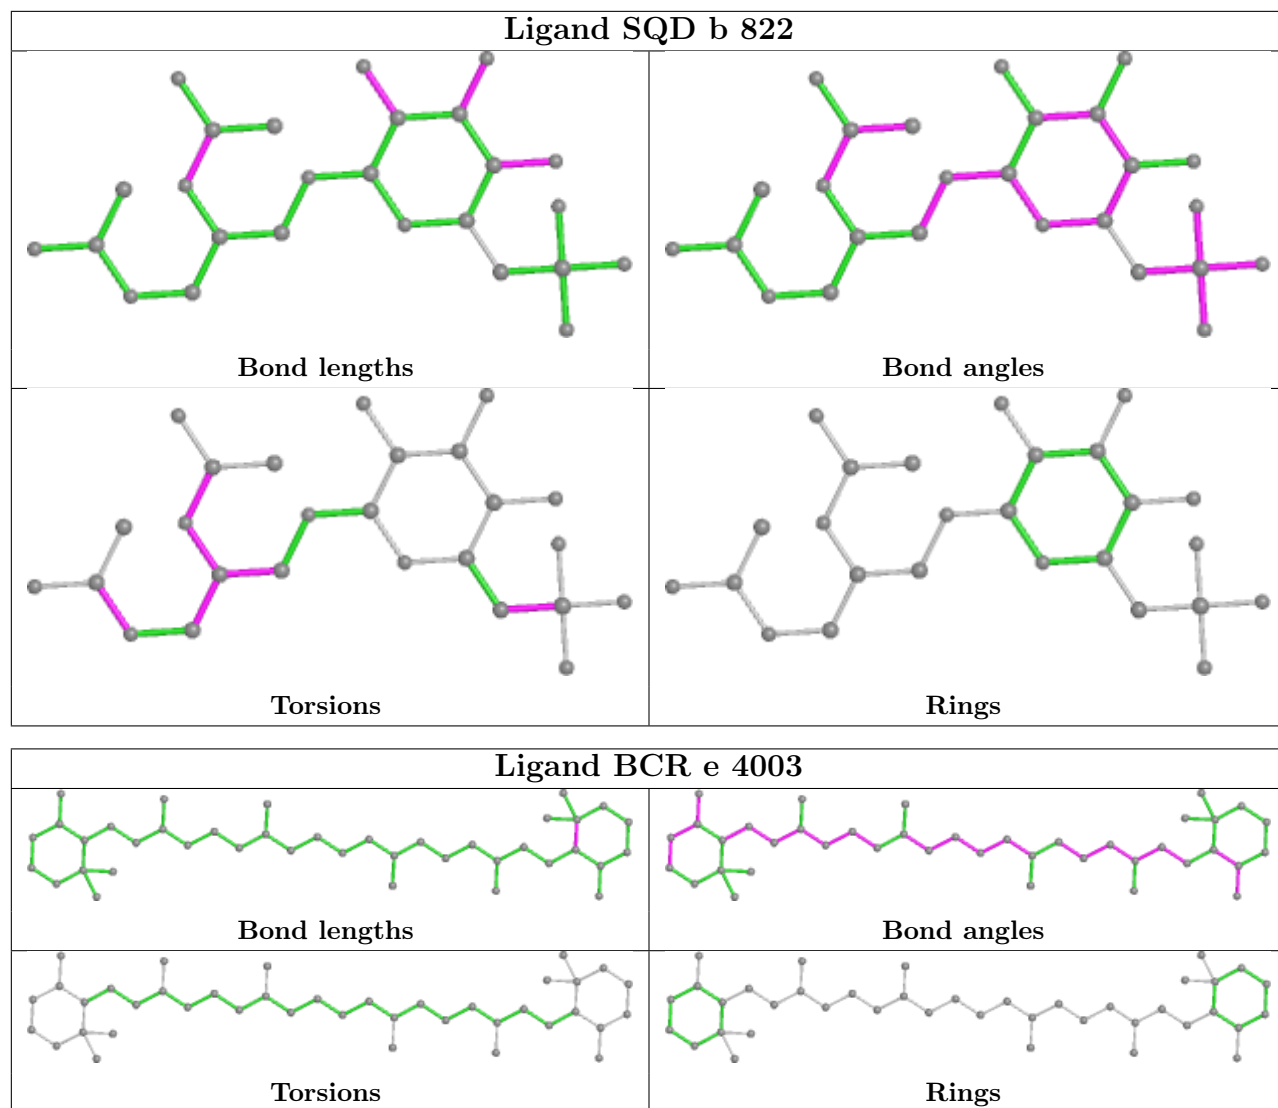 Ligand SQD b 822
Bond lengths
Bond angles
Torsions
Rings
Ligand BCR e 4003
Bond lengths
Bond angles
Torsions
Rings